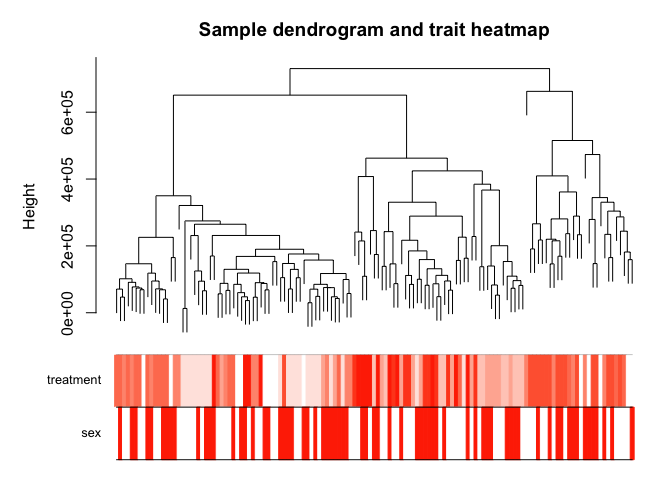 Sample dendrogram and trait heatmap
Height
6e+05
4e+05
2e+05
0e+00
treatment
sex